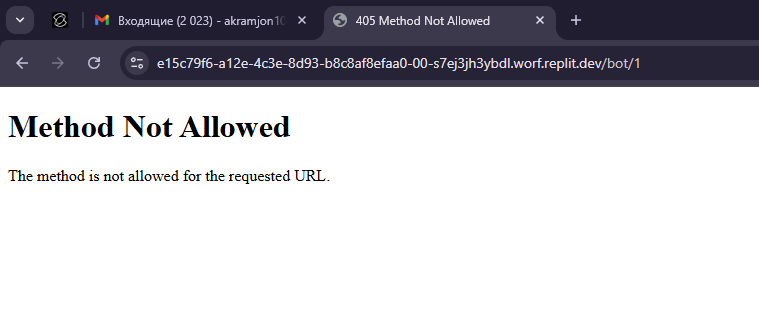 Входящие (2 023) - akramjon10
405 Method Not Allowed
e15c79f6-a12e-4c3e-8d93-b8c8af8efaa0-00-s7ej3jh3ybdl.worf.replit.dev/bot/1
Method Not Allowed
The method is not allowed for the requested URL.